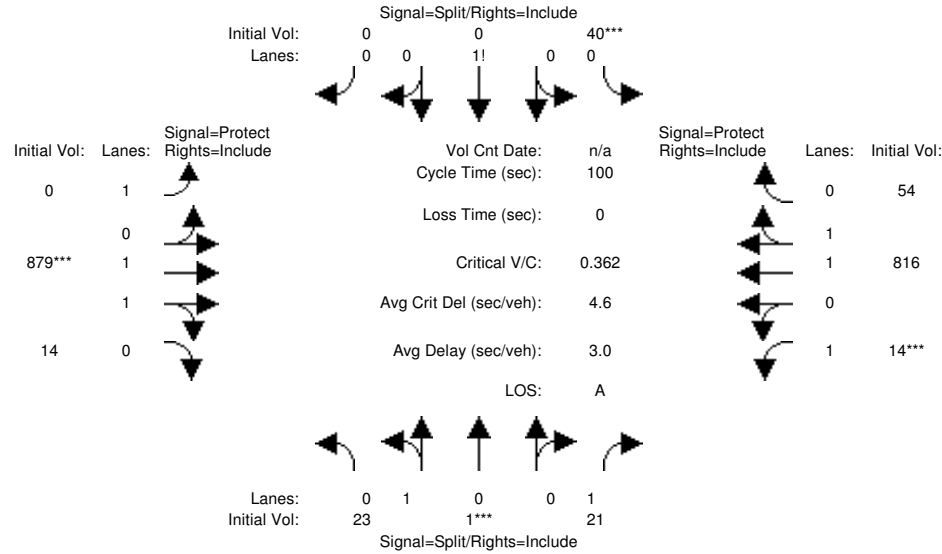 Signal=Split/Rights=Include
Initial Vol: 0 0 40***
Lanes: 0 0 1! 0 0
Signal=Protect Signal=Protect
Initial Vol: Lanes: Rights=Include Vol Cnt Date: n/a Rights=Include Lanes: Initial Vol:
Cycle Time (sec): 100
0 1 0 54
Loss Time (sec): 0
0 1
879*** 1 Critical V/C: 0.362 1 816
1 Avg Crit Del (sec/veh): 4.6 0
14 0 Avg Delay (sec/veh): 3.0 1 14***
LOS: A
Lanes: 0 1 0 0 1
Initial Vol: 23 1*** 21
Signal=Split/Rights=Include